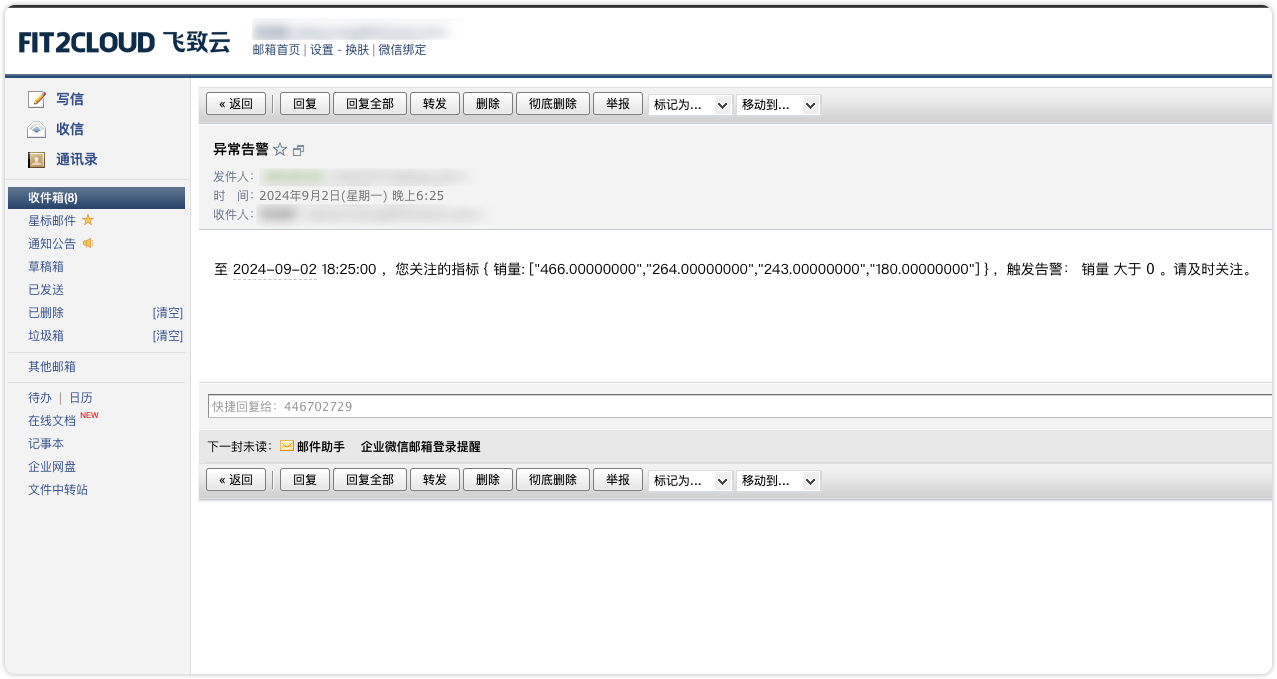 FIT2CLOUD 飞致云
邮箱首页 | 设置 - 换肤 | 微信绑定
写信
收信
通讯录
收件箱(8)
星标邮件
通知公告
草稿箱
已发送
已删除 [清空]
垃圾箱 [清空]
其他邮箱
待办 | 日历
在线文档 NEW
记事本
企业网盘
文件中转站
« 返回 回复 回复全部 转发 删除 彻底删除 举报 标记为... 移动到...
异常告警
发件人：
时 间：2024年9月2日(星期一) 晚上6:25
收件人：
至 2024-09-02 18:25:00 ，您关注的指标 { 销量: ["466.00000000","264.00000000","243.00000000","180.00000000"] }，触发告警： 销量 大于 0 。请及时关注。
快捷回复给：446702729
下一封未读： 邮件助手 企业微信邮箱登录提醒
« 返回 回复 回复全部 转发 删除 彻底删除 举报 标记为... 移动到...